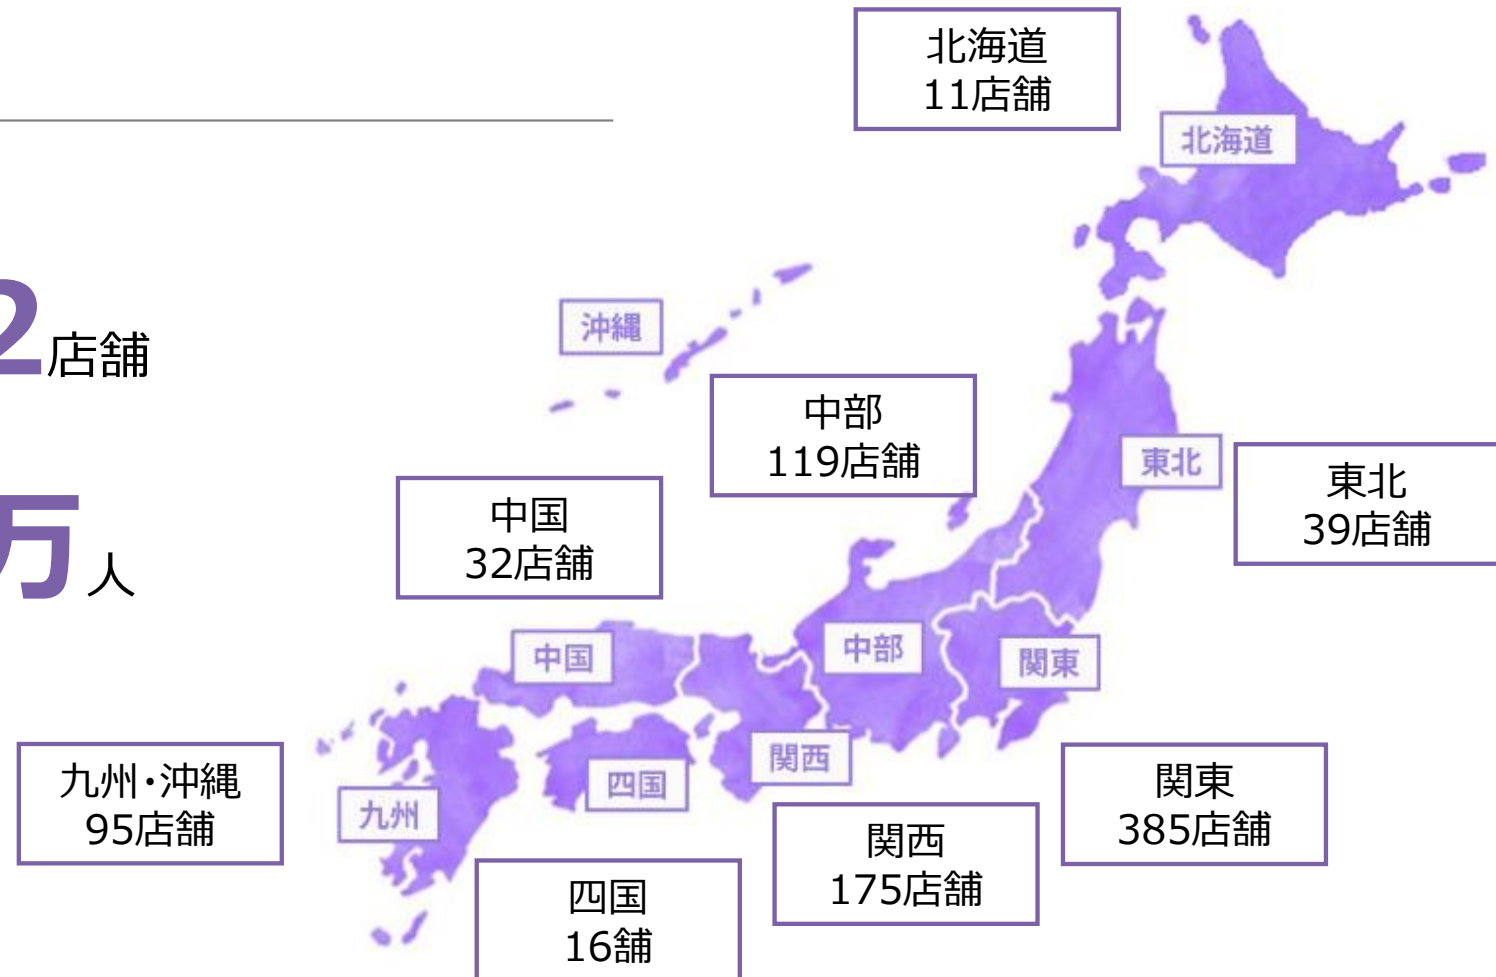 北海道
11店舗
北海道
2店舗
沖縄
中部
119店舗
東北
東北
39店舗
中国
32店舗
万人
中国
中部
関東
関西
四国
九州・沖縄
95店舗
九州
関東
385店舗
関西
175店舗
四国
16舗